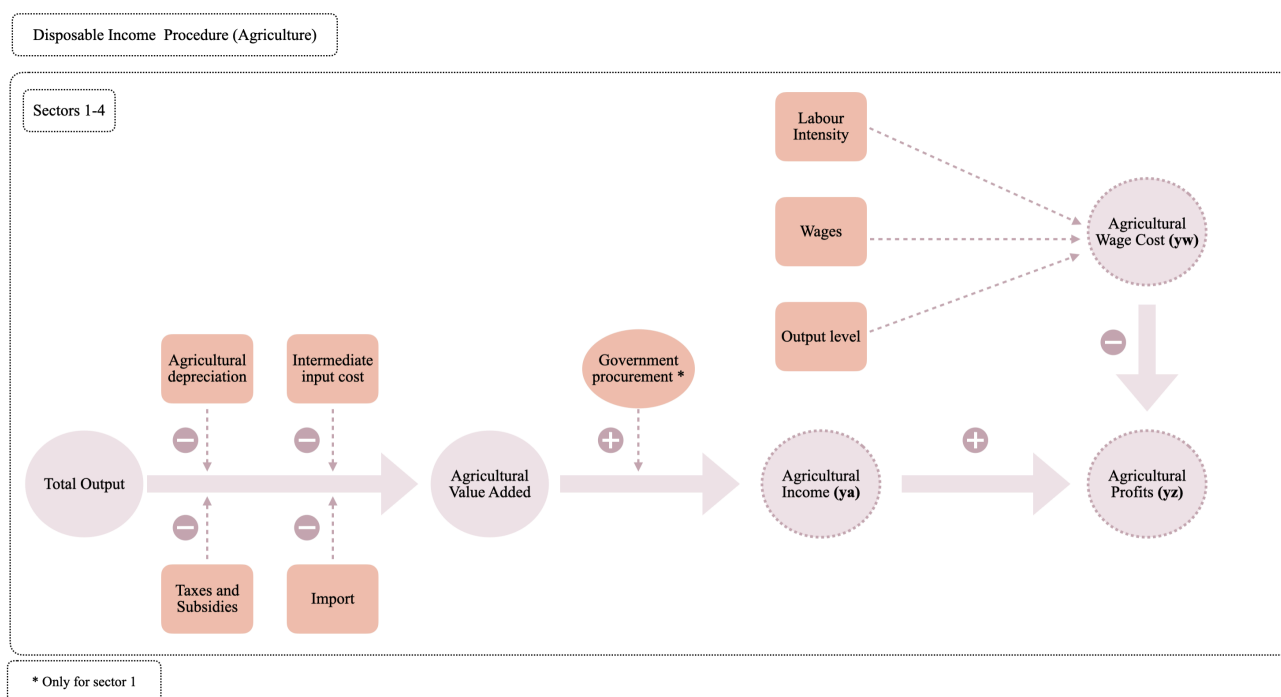 Disposable Income Procedure (Agriculture)
Sectors 1-4
Labour
Intensity
Agricultural
Wage Cost (yw)
Wages
Output level
Agricultural
depreciation
Intermediate
input cost
Government
procurement *
Total Output
Agricultural
Value Added
Agricultural
Income (ya)
Agricultural
Profits (yz)
Taxes and
Subsidies
Import
* Only for sector 1